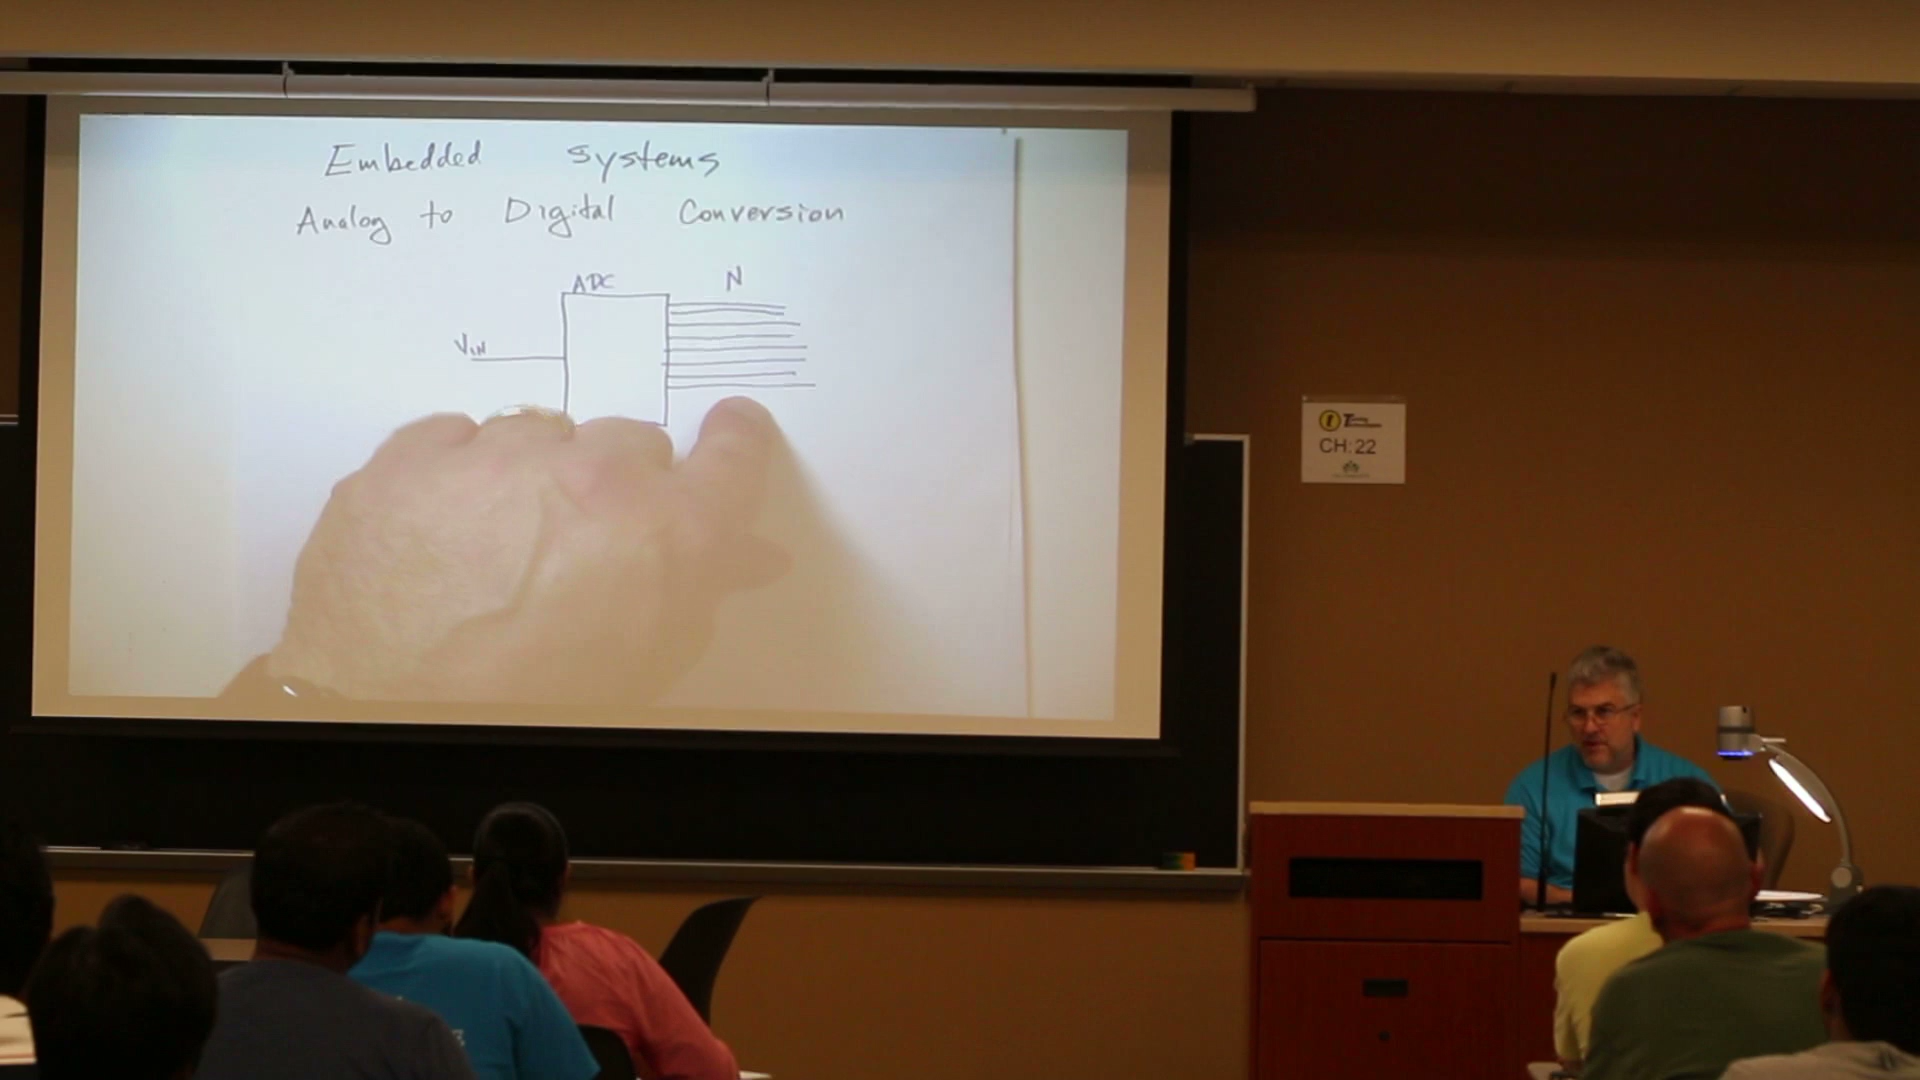 Embedded Systems
Analog to Digital Conversion
ADC
N
VIN
CH: 22